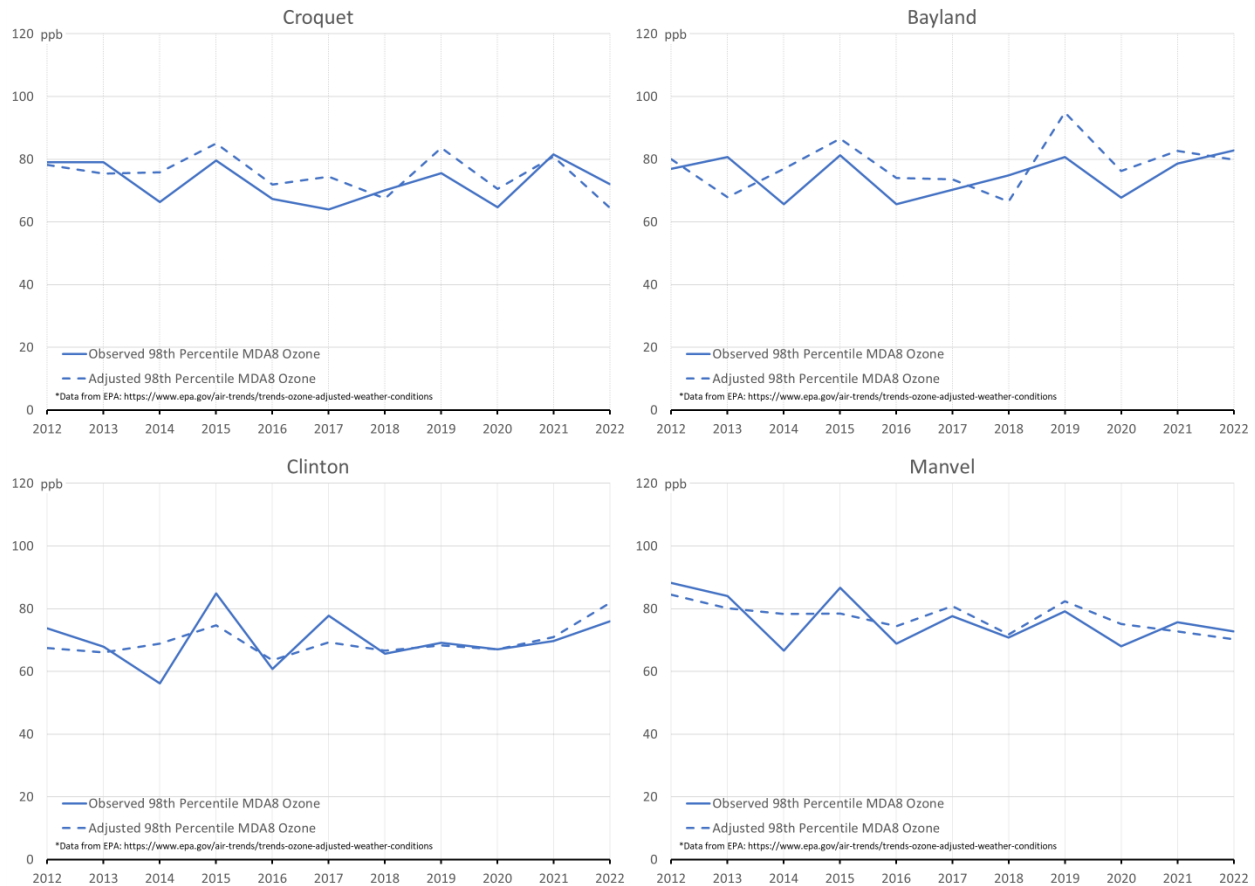 Croquet
120 ppb
100
80
60
40
20
0
Observed 98th Percentile MDA8 Ozone
Adjusted 98th Percentile MDA8 Ozone
*Data from EPA: https://www.epa.gov/air-trends/trends-ozone-adjusted-weather-conditions
2012 2013 2014 2015 2016 2017 2018 2019 2020 2021 2022
Bayland
120 ppb
100
80
60
40
20
0
Observed 98th Percentile MDA8 Ozone
Adjusted 98th Percentile MDA8 Ozone
*Data from EPA: https://www.epa.gov/air-trends/trends-ozone-adjusted-weather-conditions
2012 2013 2014 2015 2016 2017 2018 2019 2020 2021 2022
Clinton
120 ppb
100
80
60
40
20
0
Observed 98th Percentile MDA8 Ozone
Adjusted 98th Percentile MDA8 Ozone
*Data from EPA: https://www.epa.gov/air-trends/trends-ozone-adjusted-weather-conditions
2012 2013 2014 2015 2016 2017 2018 2019 2020 2021 2022
Manvel
120 ppb
100
80
60
40
20
0
Observed 98th Percentile MDA8 Ozone
Adjusted 98th Percentile MDA8 Ozone
*Data from EPA: https://www.epa.gov/air-trends/trends-ozone-adjusted-weather-conditions
2012 2013 2014 2015 2016 2017 2018 2019 2020 2021 2022